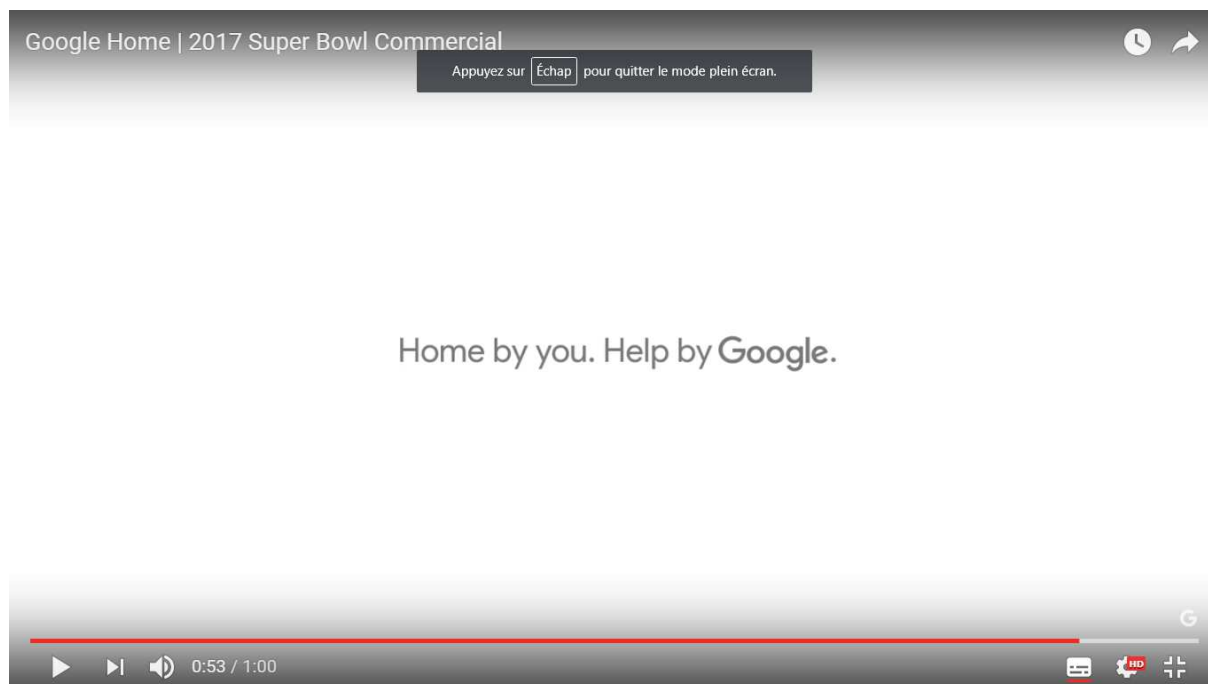 Google Home | 2017 Super Bowl Commercial
Appuyez sur Échap pour quitter le mode plein écran.
Home by you. Help by Google.
G
0:53 / 1:00
HD